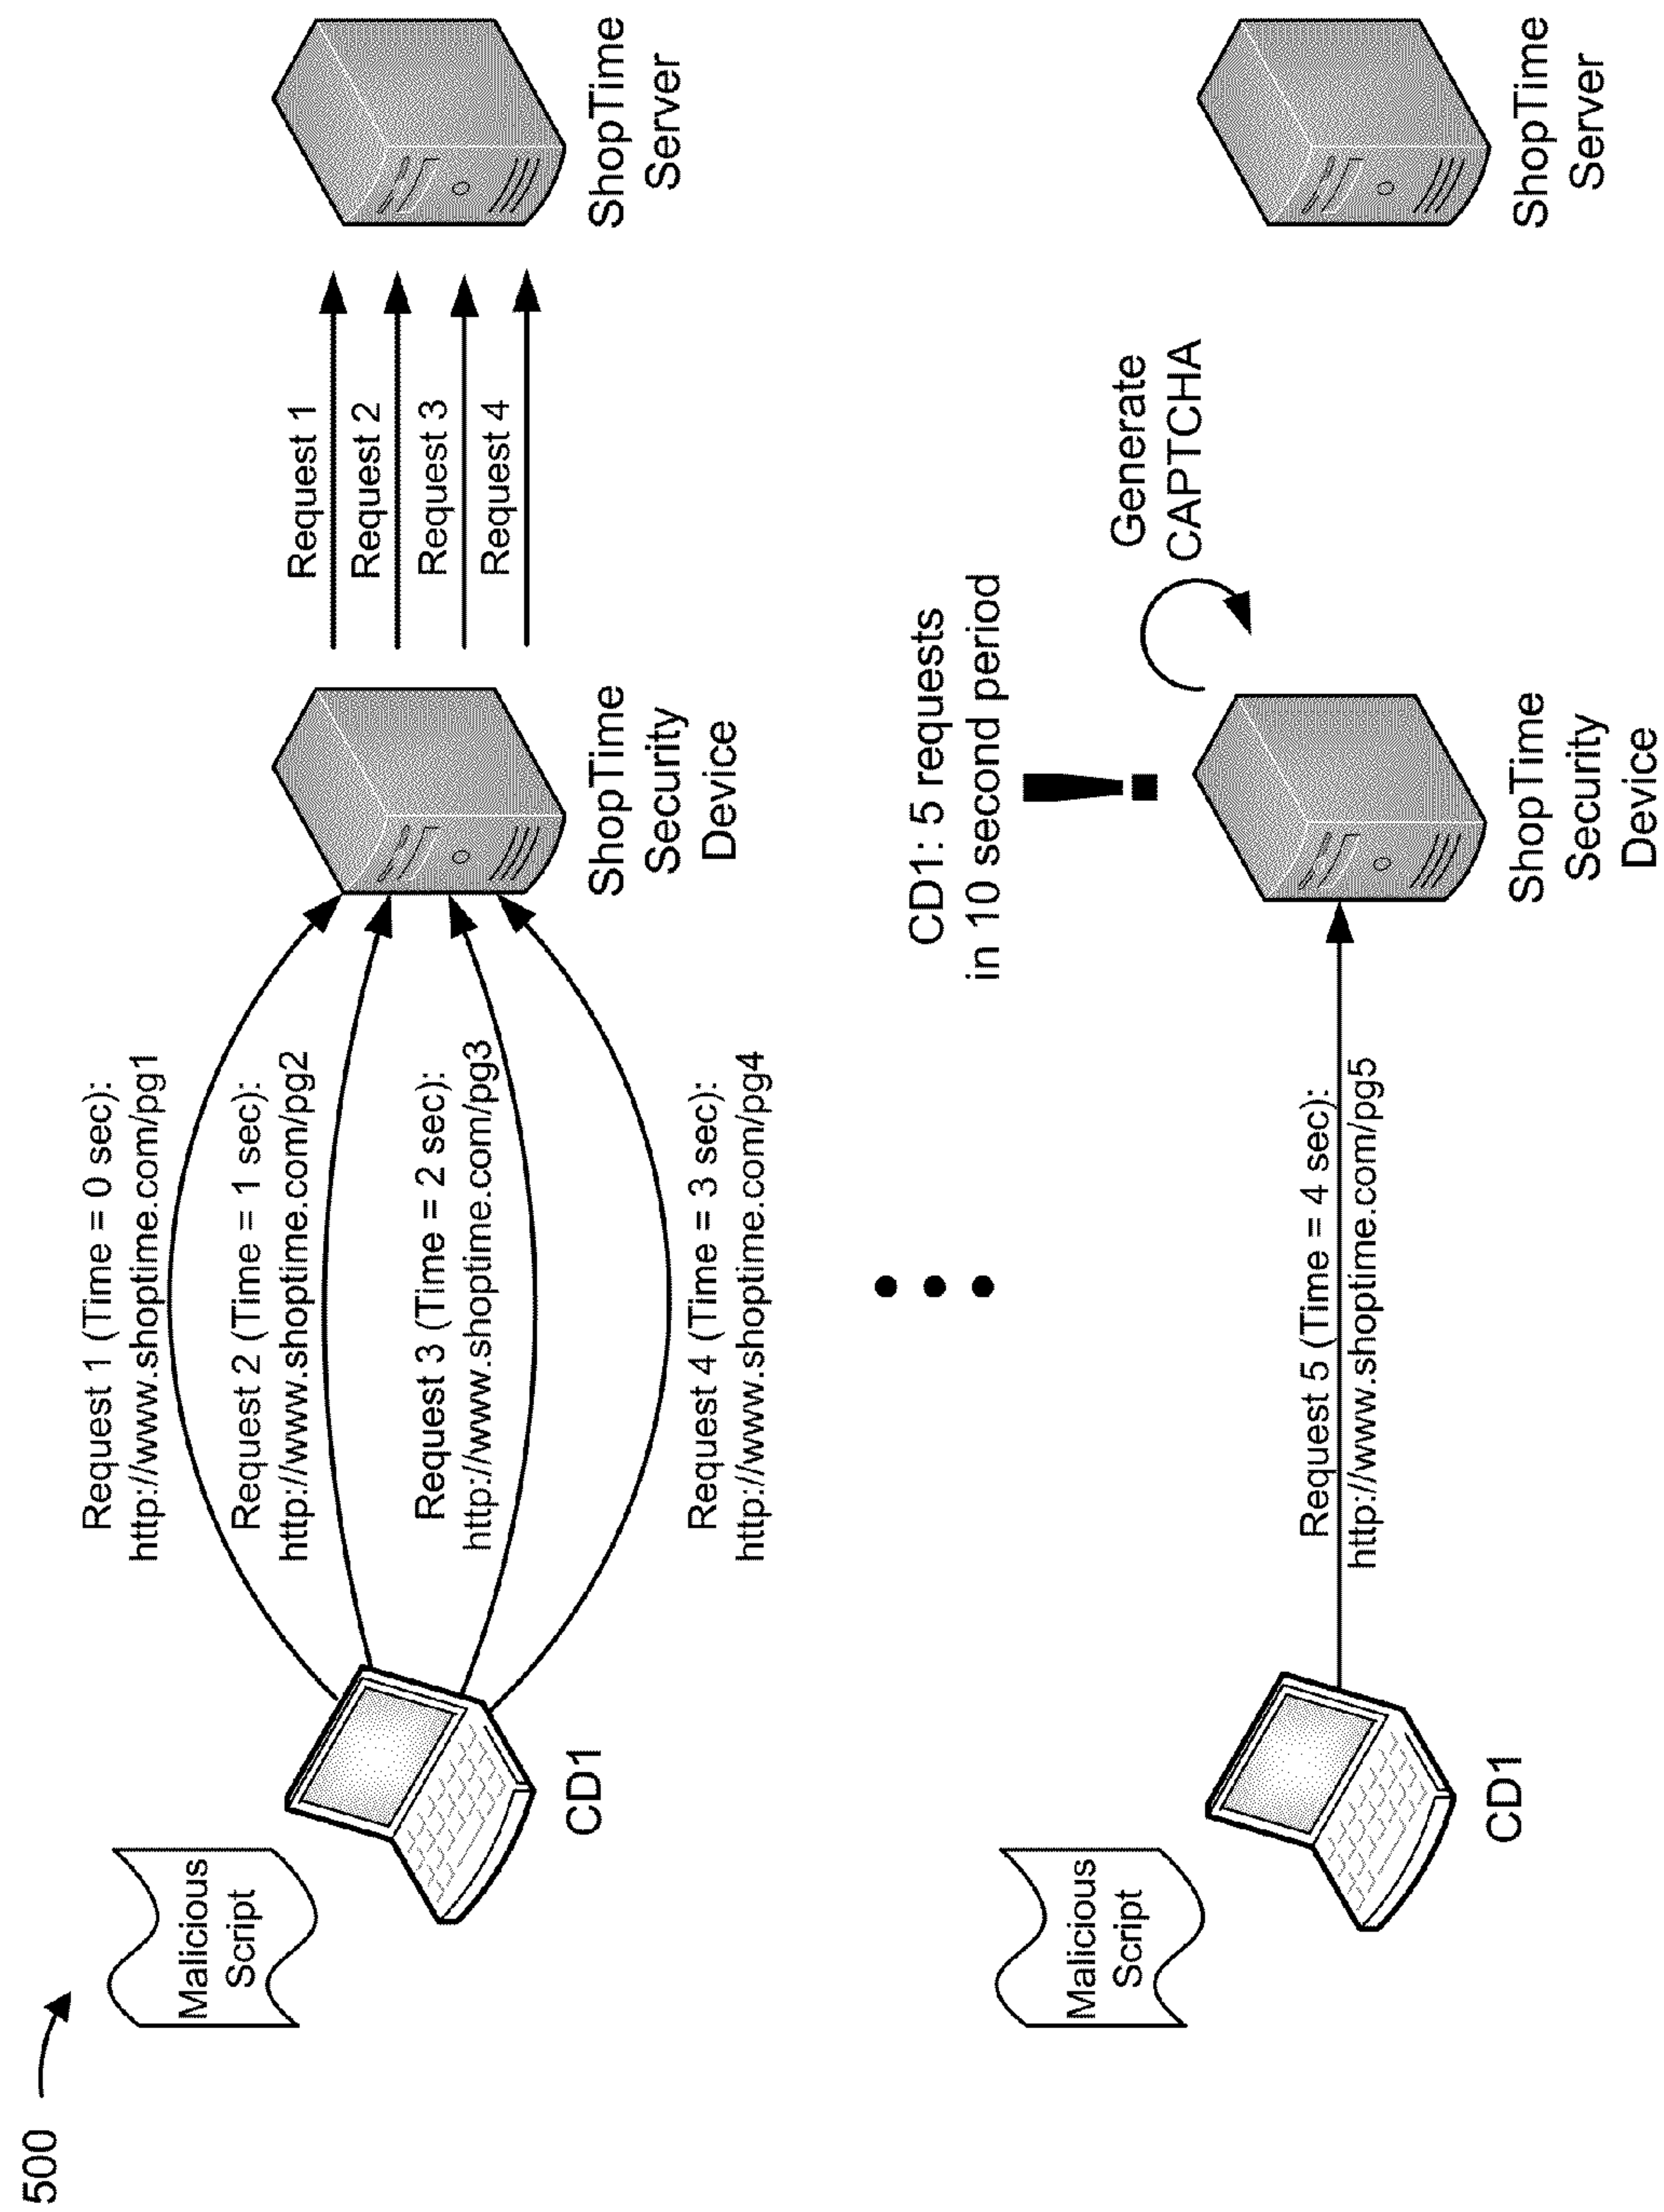 500
Malicious
Script
CD1
Request 1 (Time = 0 sec):
http://www.shoptime.com/pg1
Request 2 (Time = 1 sec):
http://www.shoptime.com/pg2
Request 3 (Time = 2 sec):
http://www.shoptime.com/pg3
Request 4 (Time = 3 sec):
http://www.shoptime.com/pg4
ShopTime
Security
Device
Request 1
Request 2
Request 3
Request 4
ShopTime
Server
Malicious
Script
CD1
Request 5 (Time = 4 sec):
http://www.shoptime.com/pg5
CD1: 5 requests
in 10 second period
!
ShopTime
Security
Device
Generate
CAPTCHA
ShopTime
Server